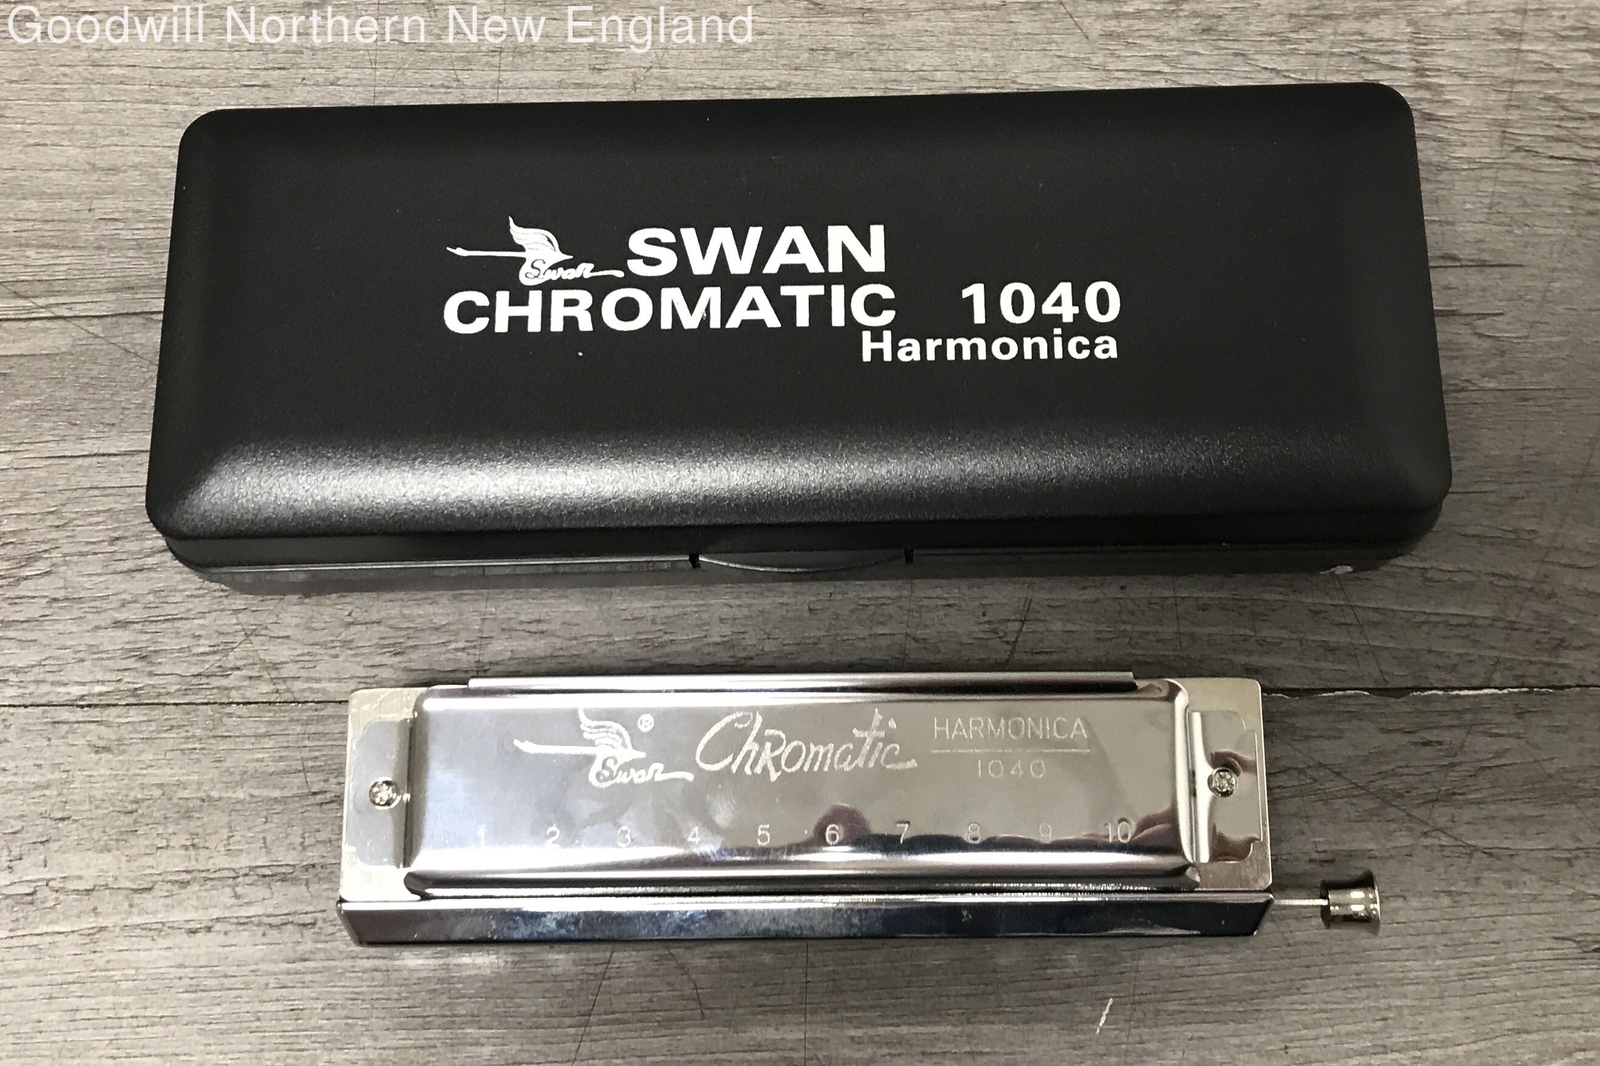 Goodwill Northern New England
Swan SWAN
CHROMATIC 1040
Harmonica
Swan ® Chromatic HARMONICA
1040
1 2 3 4 5 6 7 8 9 10